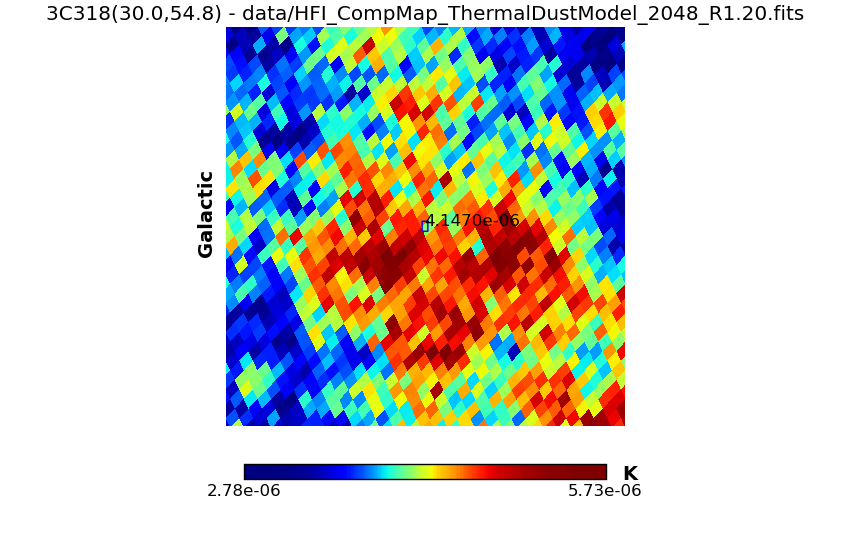 3C318(30.0,54.8) - data/HFI_CompMap_ThermalDustModel_2048_R1.20.fits
Galactic
4.1470e-06
K
2.78e-06
5.73e-06